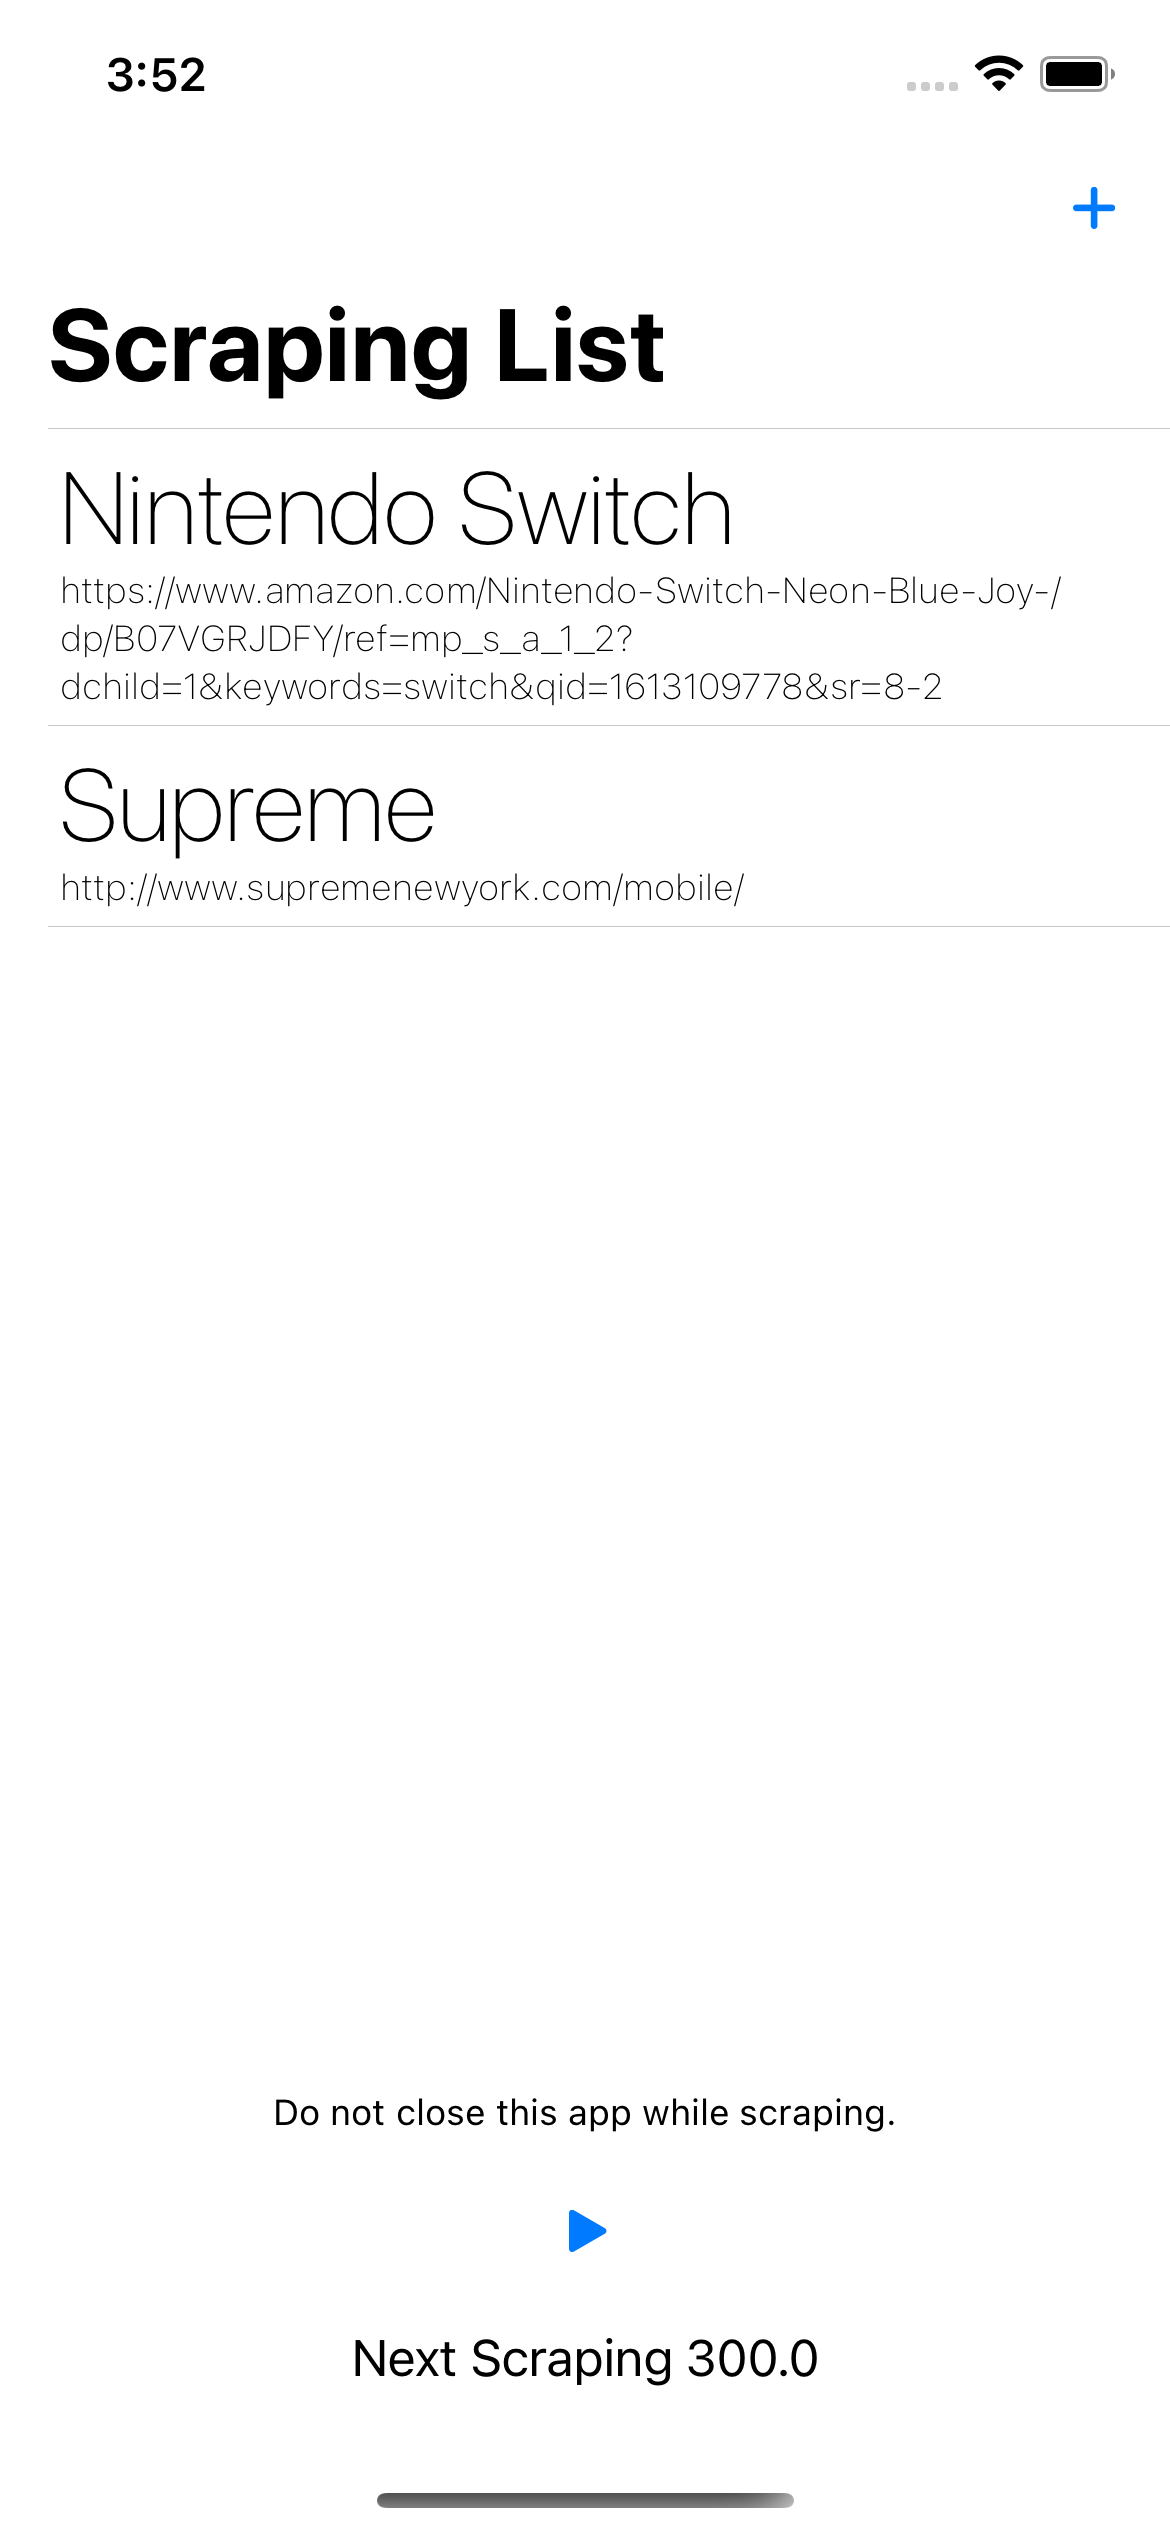 3:52
Scraping List
Nintendo Switch
https://www.amazon.com/Nintendo-Switch-Neon-Blue-Joy-/
dp/B07VGRJDFY/ref=mp_s_a_1_2?
dchild=1&keywords=switch&qid=1613109778&sr=8-2
Supreme
http://www.supremenewyork.com/mobile/
Do not close this app while scraping.
Next Scraping 300.0